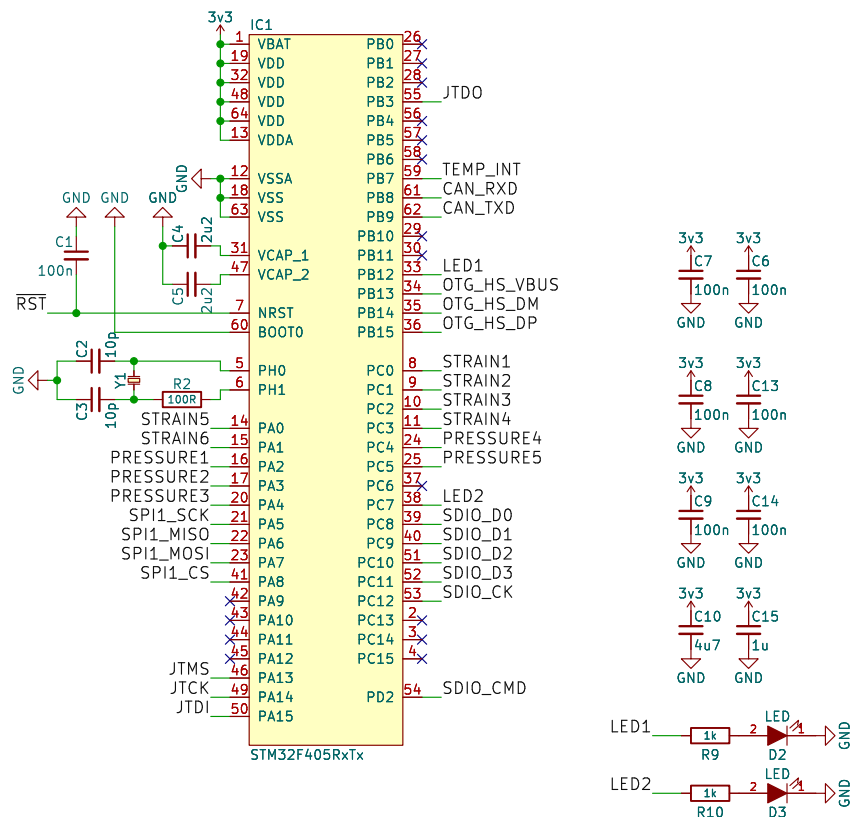 3v3
IC1
1 VBAT PB0 26
19 VDD PB1 27
32 VDD PB2 28
48 VDD PB3 55 JTDO
64 VDD PB4 56
13 VDDA PB5 57
PB6 58
GND 12 VSSA PB7 59 TEMP_INT
18 VSS PB8 61 CAN_RXD
63 VSS PB9 62 CAN_TXD
GND GND GND
PB10 29
C1 100n
C4 2u2
31 VCAP_1 PB11 30
47 VCAP_2 PB12 33 LED1
C5 2u2
PB13 34 OTG_HS_VBUS
RST 7 NRST PB14 35 OTG_HS_DM
60 BOOT0 PB15 36 OTG_HS_DP
C2 10p
GND 5 PH0 PC0 8 STRAIN1
Y1
R2 100R
6 PH1 PC1 9 STRAIN2
C3 10p
PC2 10 STRAIN3
STRAIN5 14 PA0 PC3 11 STRAIN4
STRAIN6 15 PA1 PC4 24 PRESSURE4
PRESSURE1 16 PA2 PC5 25 PRESSURE5
PRESSURE2 17 PA3 PC6 37
PRESSURE3 20 PA4 PC7 38 LED2
SPI1_SCK 21 PA5 PC8 39 SDIO_D0
SPI1_MISO 22 PA6 PC9 40 SDIO_D1
SPI1_MOSI 23 PA7 PC10 51 SDIO_D2
SPI1_CS 41 PA8 PC11 52 SDIO_D3
42 PA9 PC12 53 SDIO_CK
43 PA10 PC13 2
44 PA11 PC14 3
45 PA12 PC15 4
JTMS 46 PA13
JTCK 49 PA14 PD2 54 SDIO_CMD
JTDI 50 PA15
STM32F405RxTx
3v3 3v3
C7 C6
100n 100n
GND GND
3v3 3v3
C8 C13
100n 100n
GND GND
3v3 3v3
C9 C14
100n 100n
GND GND
3v3 3v3
C10 C15
4u7 1u
GND GND
LED
LED1 1k 2 1 GND
R9 D2
LED
LED2 1k 2 1 GND
R10 D3